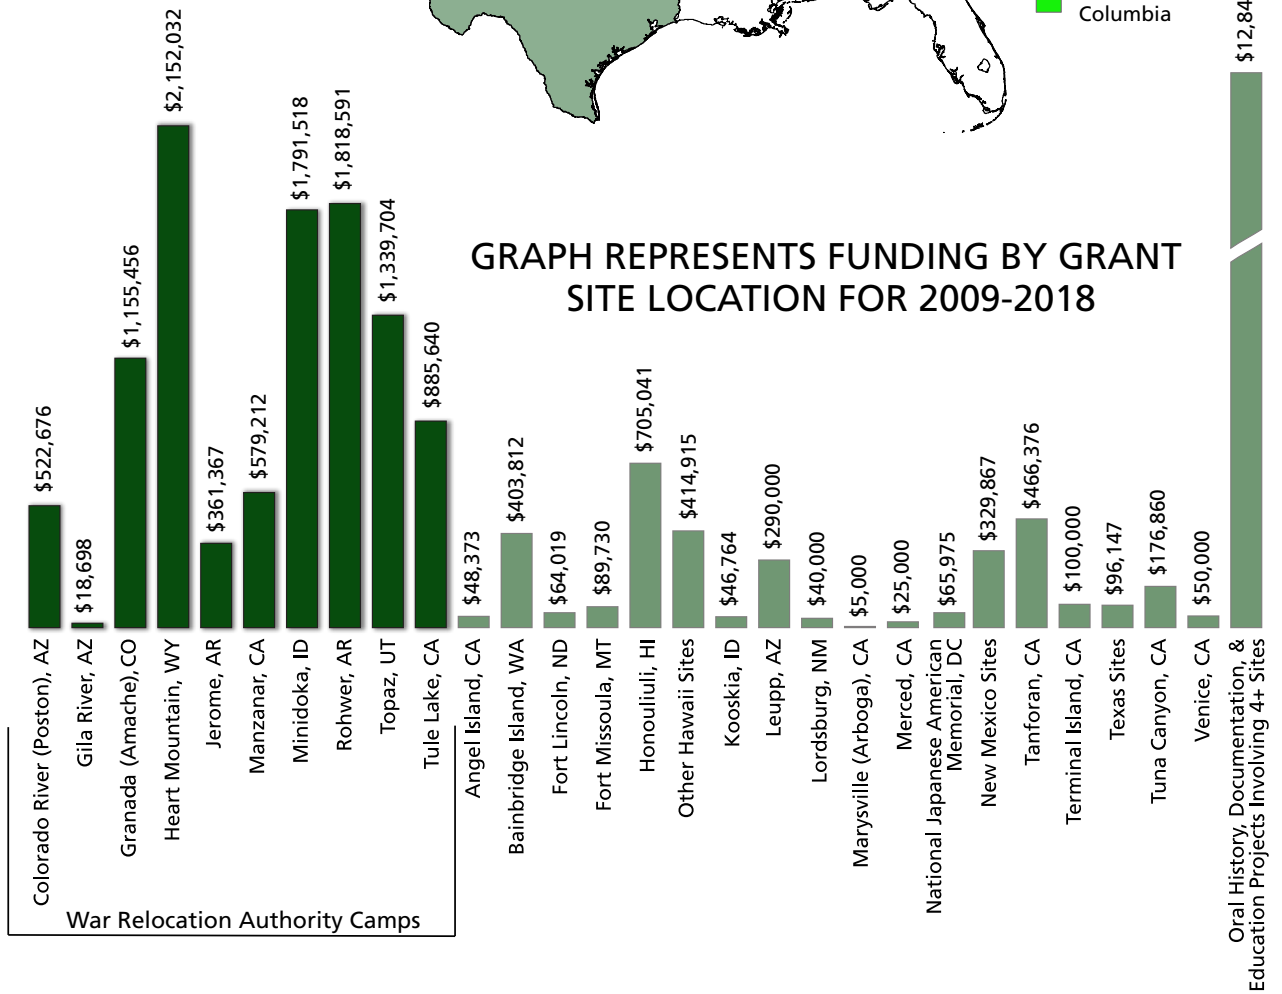 Columbia
GRAPH REPRESENTS FUNDING BY GRANT
SITE LOCATION FOR 2009-2018
$522,676
$18,698
$1,155,456
$2,152,032
$361,367
$579,212
$1,791,518
$1,818,591
$1,339,704
$885,640
$48,373
$403,812
$64,019
$89,730
$705,041
$414,915
$46,764
$290,000
$40,000
$5,000
$25,000
$65,975
$329,867
$466,376
$100,000
$96,147
$176,860
$50,000
$12,84
Colorado River (Poston), AZ
Gila River, AZ
Granada (Amache),CO
Heart Mountain, WY
Jerome, AR
Manzanar, CA
Minidoka, ID
Rohwer, AR
Topaz, UT
Tule Lake, CA
Angel Island, CA
Bainbridge Island, WA
Fort Lincoln, ND
Fort Missoula, MT
Honouliuli, HI
Other Hawaii Sites
Kooskia, ID
Leupp, AZ
Lordsburg, NM
Marysville (Arboga), CA
Merced, CA
National Japanese American
Memorial, DC
New Mexico Sites
Tanforan, CA
Terminal Island, CA
Texas Sites
Tuna Canyon, CA
Venice, CA
Oral History, Documentation, &
Education Projects Involving 4+ Sites
War Relocation Authority Camps